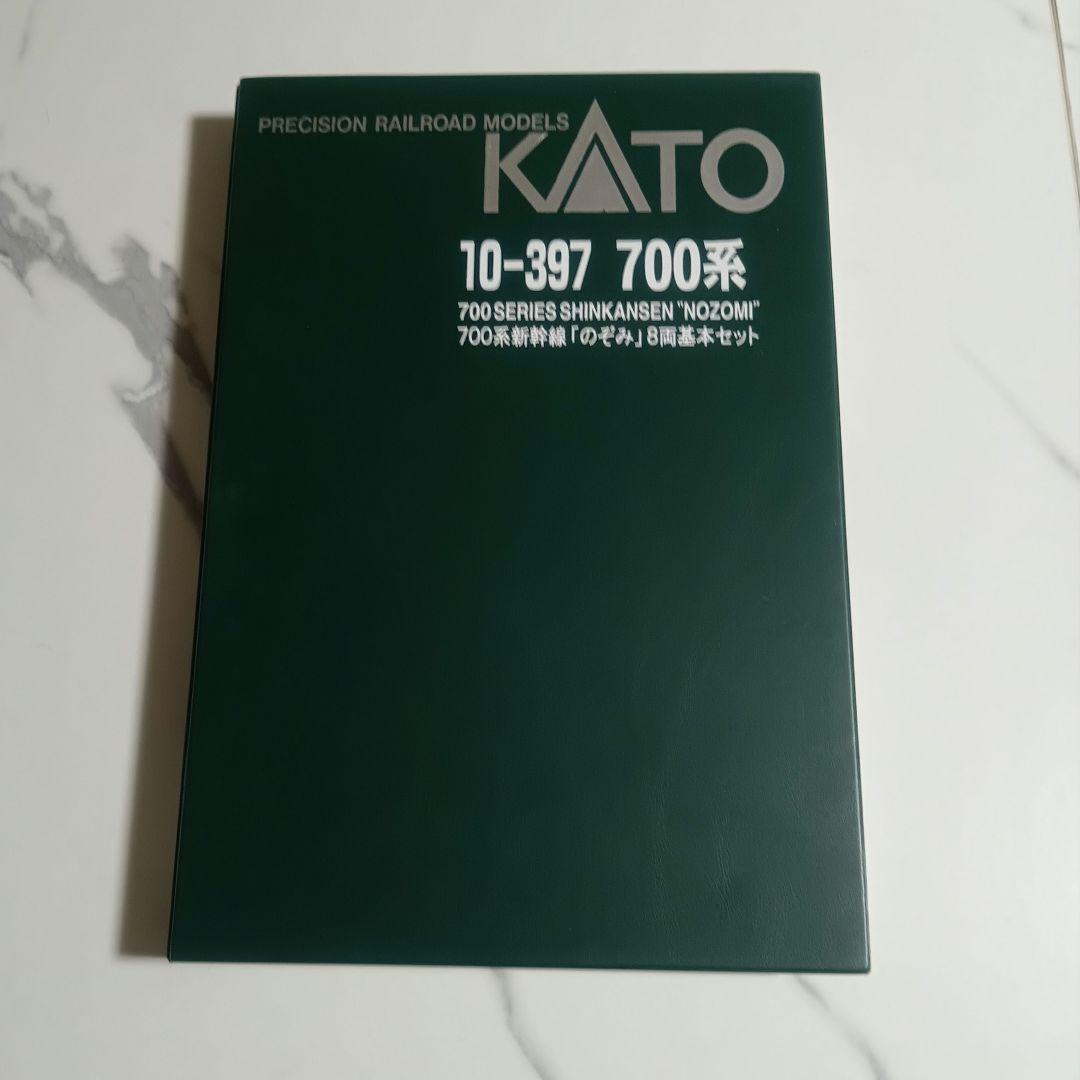 PRECISION RAILROAD MODELS
KATO
10-397 700系
700 SERIES SHINKANSEN "NOZOMI"
700系新幹線「のぞみ」8両基本セット